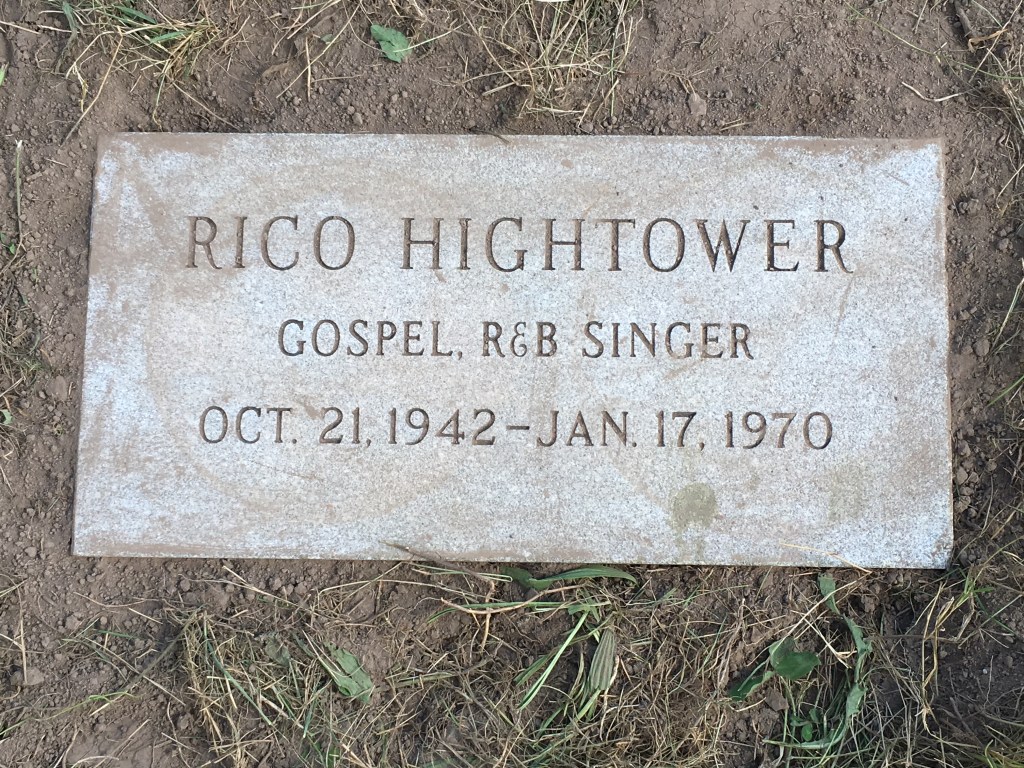 RICO HIGHTOWER
GOSPEL, R&B SINGER
OCT. 21, 1942–JAN. 17, 1970